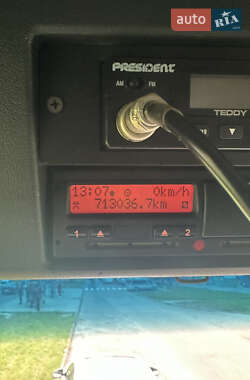 auto RIA
PRESIDENT
AM FM
TEDDY
13:07 0km/h
713036.7km
1 2